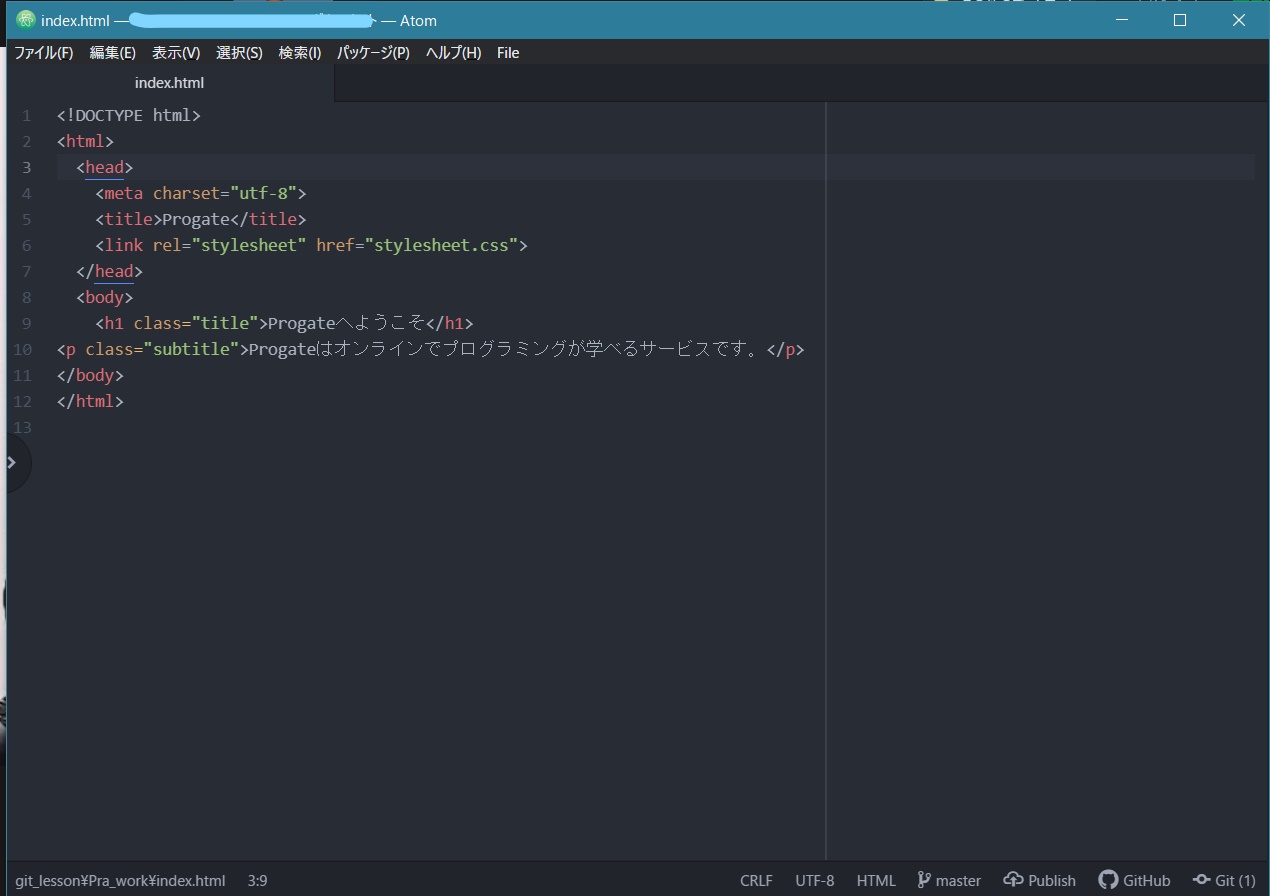 index.html — — Atom
ファイル(F) 編集(E) 表示(V) 選択(S) 検索(I) パッケージ(P) ヘルプ(H) File
index.html
1 <!DOCTYPE html>
2 <html>
3 <head>
4 <meta charset="utf-8">
5 <title>Progate</title>
6 <link rel="stylesheet" href="stylesheet.css">
7 </head>
8 <body>
9 <h1 class="title">Progateへようこそ</h1>
10 <p class="subtitle">Progateはオンラインでプログラミングが学べるサービスです。</p>
11 </body>
12 </html>
13
git_lesson¥Pra_work¥index.html 3:9 CRLF UTF-8 HTML master Publish GitHub Git (1)